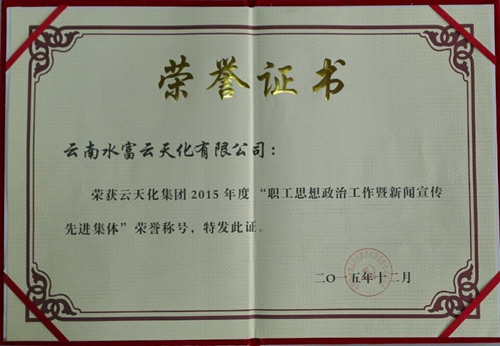 荣誉证书
云南水富云天化有限公司：
荣获云天化集团2015年度“职工思想政治工作暨新闻宣传
先进集体”荣誉称号，特发此证。
二〇一五年十二月